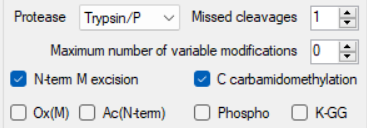 Protease Trypsin/P Missed cleavages 1
Maximum number of variable modifications 0
N-term M excision C carbamidomethylation
Ox(M) Ac(N-term) Phospho K-GG